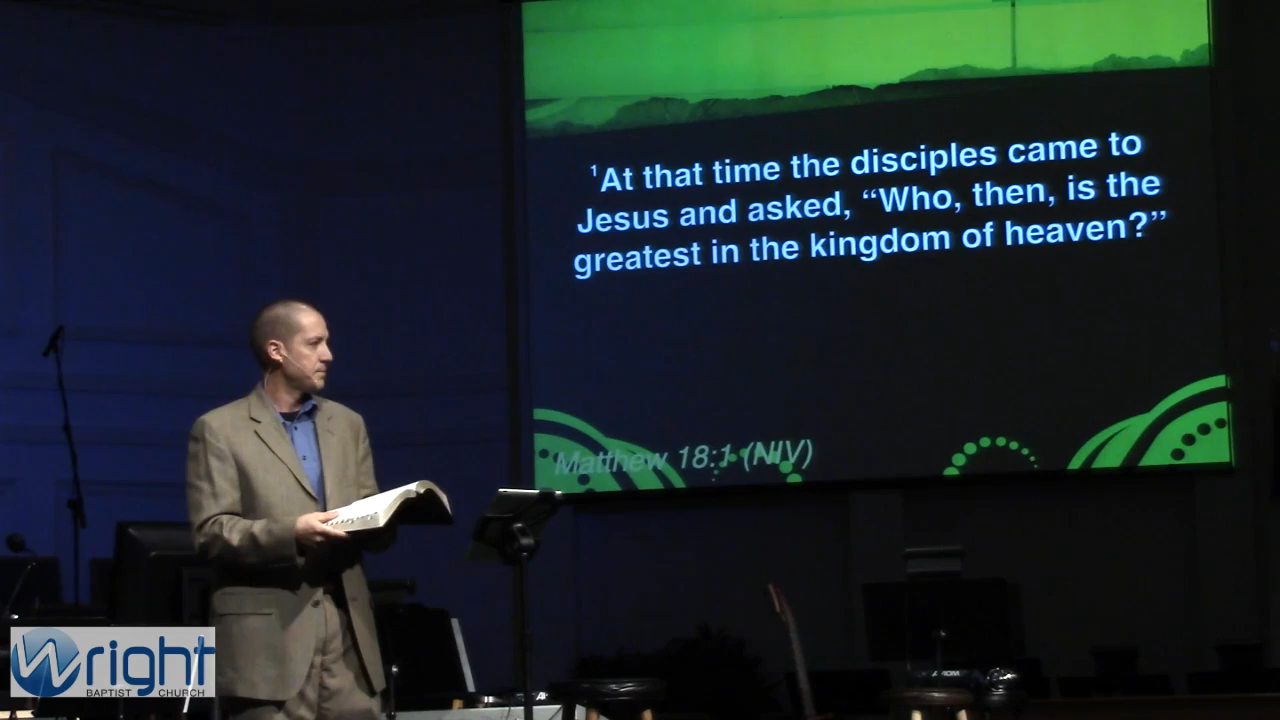 ¹At that time the disciples came to
Jesus and asked, “Who, then, is the
greatest in the kingdom of heaven?”
Matthew 18:1 (NIV)
Wright
BAPTIST CHURCH
AXIOM